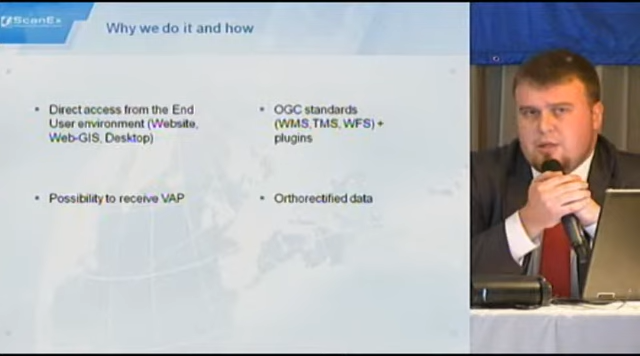 ScanEx
Why we do it and how
• Direct access from the End
User environment (Website,
Web-GIS, Desktop)
• Possibility to receive VAP
• OGC standards
(WMS,TMS, WFS) +
plugins
• Orthorectified data